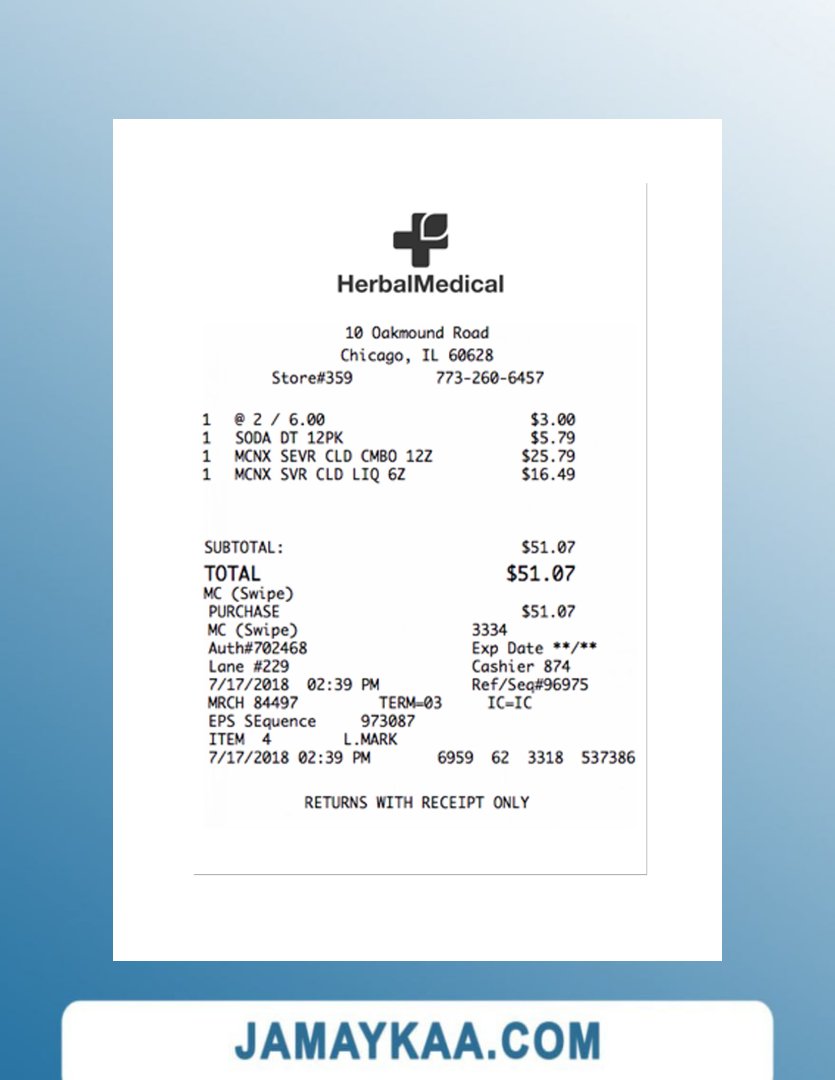 HerbalMedical
10 Oakmound Road
Chicago, IL 60628
Store#359 773-260-6457
1 @ 2 / 6.00 $3.00
1 SODA DT 12PK $5.79
1 MCNX SEVR CLD CMBO 12Z $25.79
1 MCNX SVR CLD LIQ 6Z $16.49
SUBTOTAL: $51.07
TOTAL $51.07
MC (Swipe)
PURCHASE $51.07
MC (Swipe) 3334
Auth#702468 Exp Date **/**
Lane #229 Cashier 874
7/17/2018 02:39 PM Ref/Seq#96975
MRCH 84497 TERM=03 IC=IC
EPS SEquence 973087
ITEM 4 L.MARK
7/17/2018 02:39 PM 6959 62 3318 537386
RETURNS WITH RECEIPT ONLY
JAMAYKAA.COM